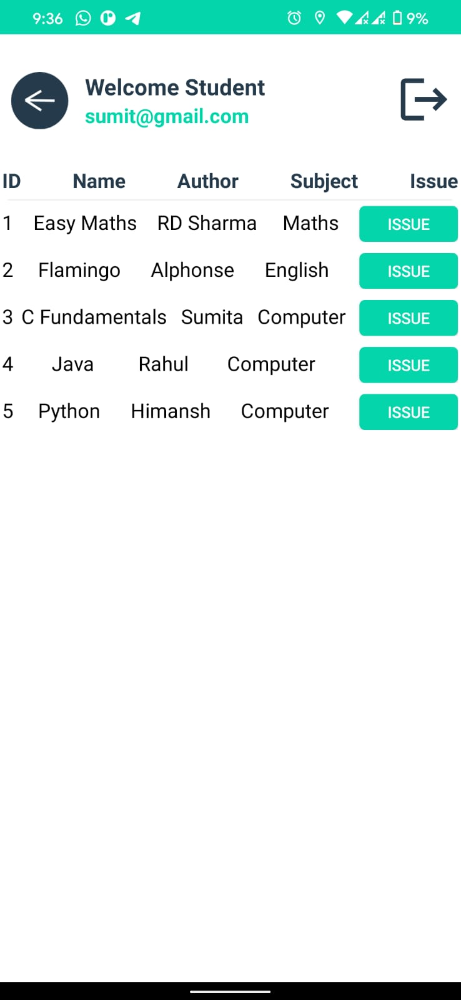 9:36 9%
Welcome Student
sumit@gmail.com
ID Name Author Subject Issue
1 Easy Maths RD Sharma Maths ISSUE
2 Flamingo Alphonse English ISSUE
3 C Fundamentals Sumita Computer ISSUE
4 Java Rahul Computer ISSUE
5 Python Himansh Computer ISSUE